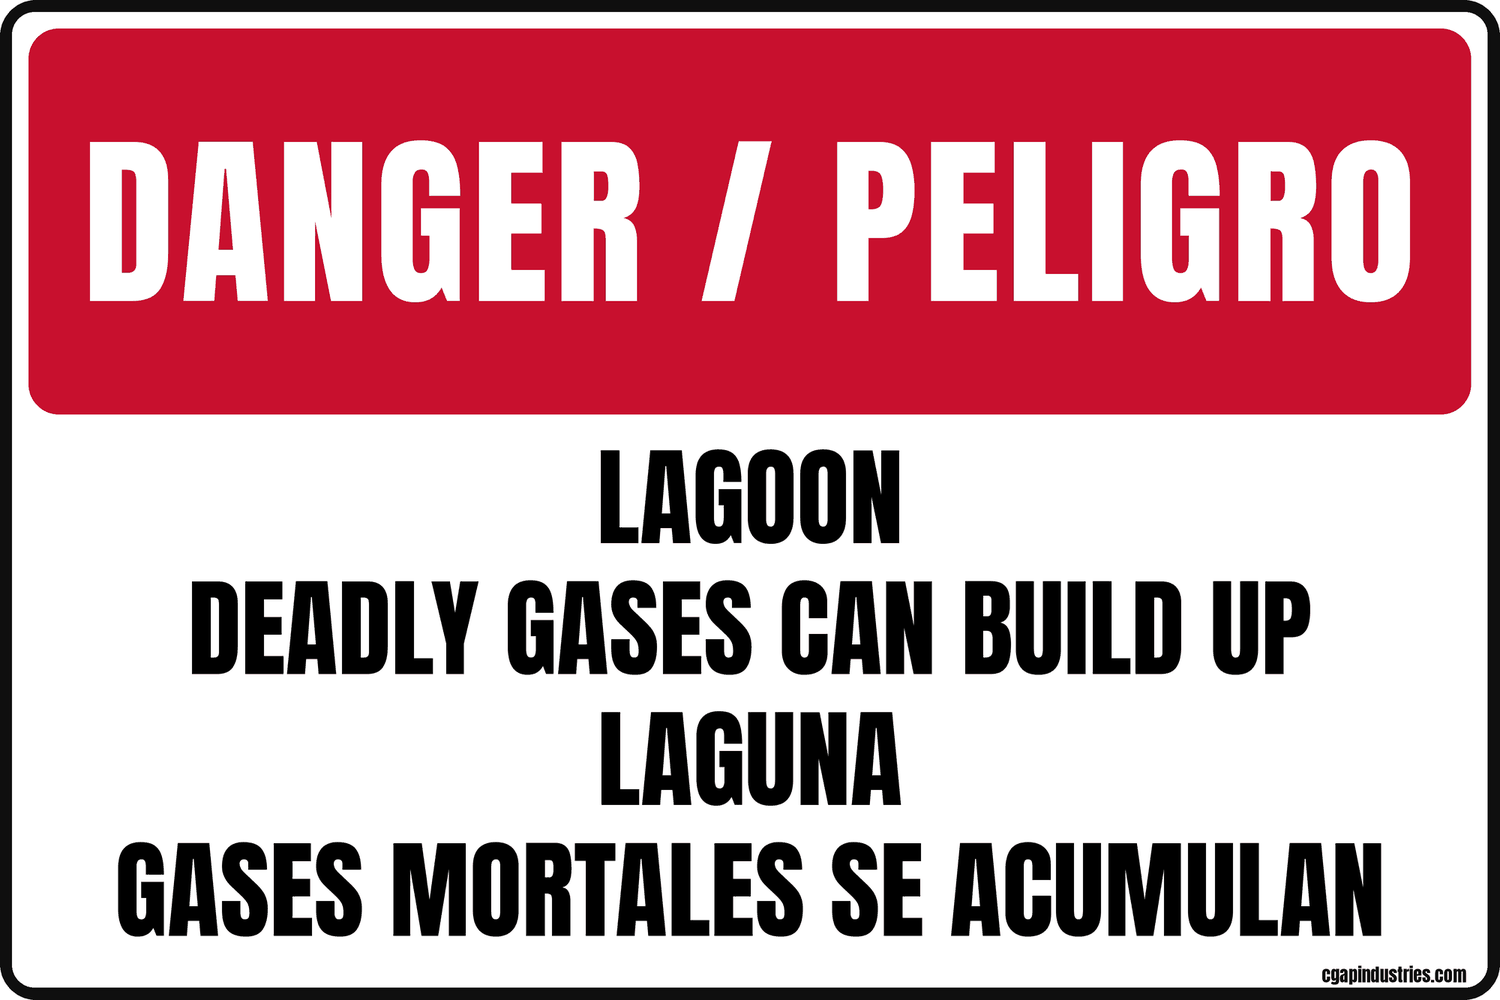 DANGER / PELIGRO
LAGOON
DEADLY GASES CAN BUILD UP
LAGUNA
GASES MORTALES SE ACUMULAN
cgapindustries.com